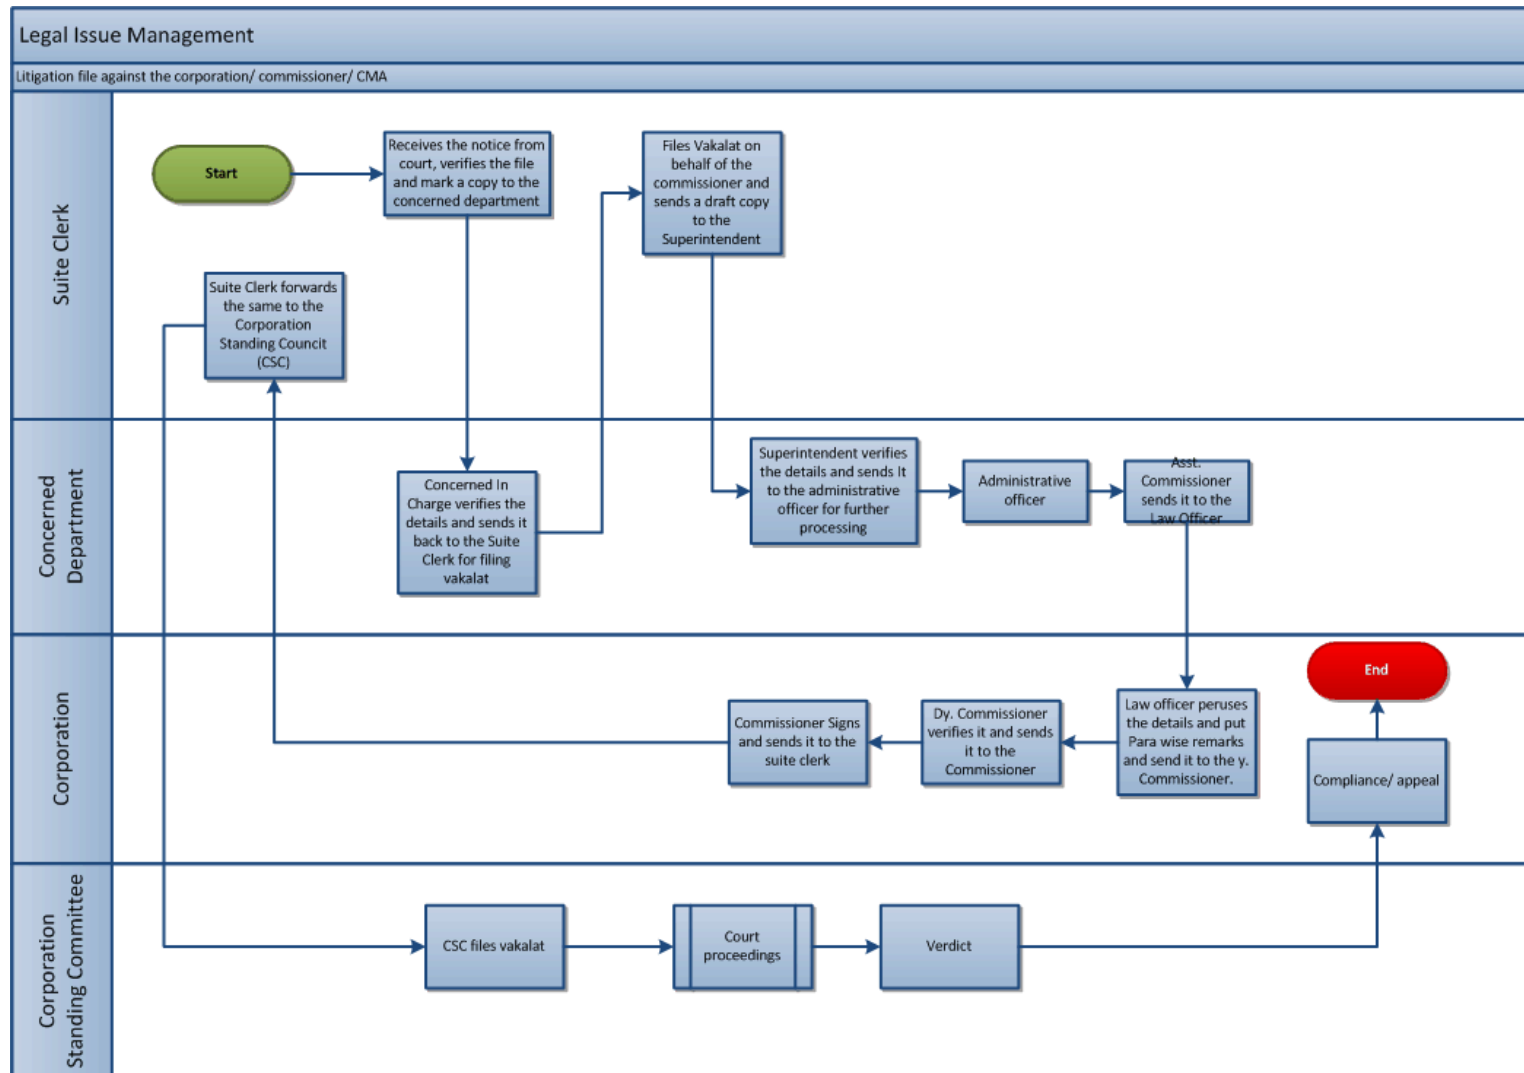 Legal Issue Management
Litigation file against the corporation/ commissioner/ CMA
Suite Clerk
Start
Receives the notice from
court, verifies the file
and mark a copy to the
concerned department
Files Vakalat on
behalf of the
commissioner and
sends a draft copy
to the
Superintendent
Suite Clerk forwards
the same to the
Corporation
Standing Councit
(CSC)
Concerned
Department
Concerned In
Charge verifies the
details and sends it
back to the Suite
Clerk for filing
vakalat
Superintendent verifies
the details and sends It
to the administrative
officer for further
processing
Administrative
officer
Asst.
Commissioner
sends it to the
Law Officer
Corporation
Commissioner Signs
and sends it to the
suite clerk
Dy. Commissioner
verifies it and sends
it to the
Commissioner
Law officer peruses
the details and put
Para wise remarks
and send it to the y.
Commissioner.
End
Compliance/ appeal
Corporation
Standing Committee
CSC files vakalat
Court
proceedings
Verdict